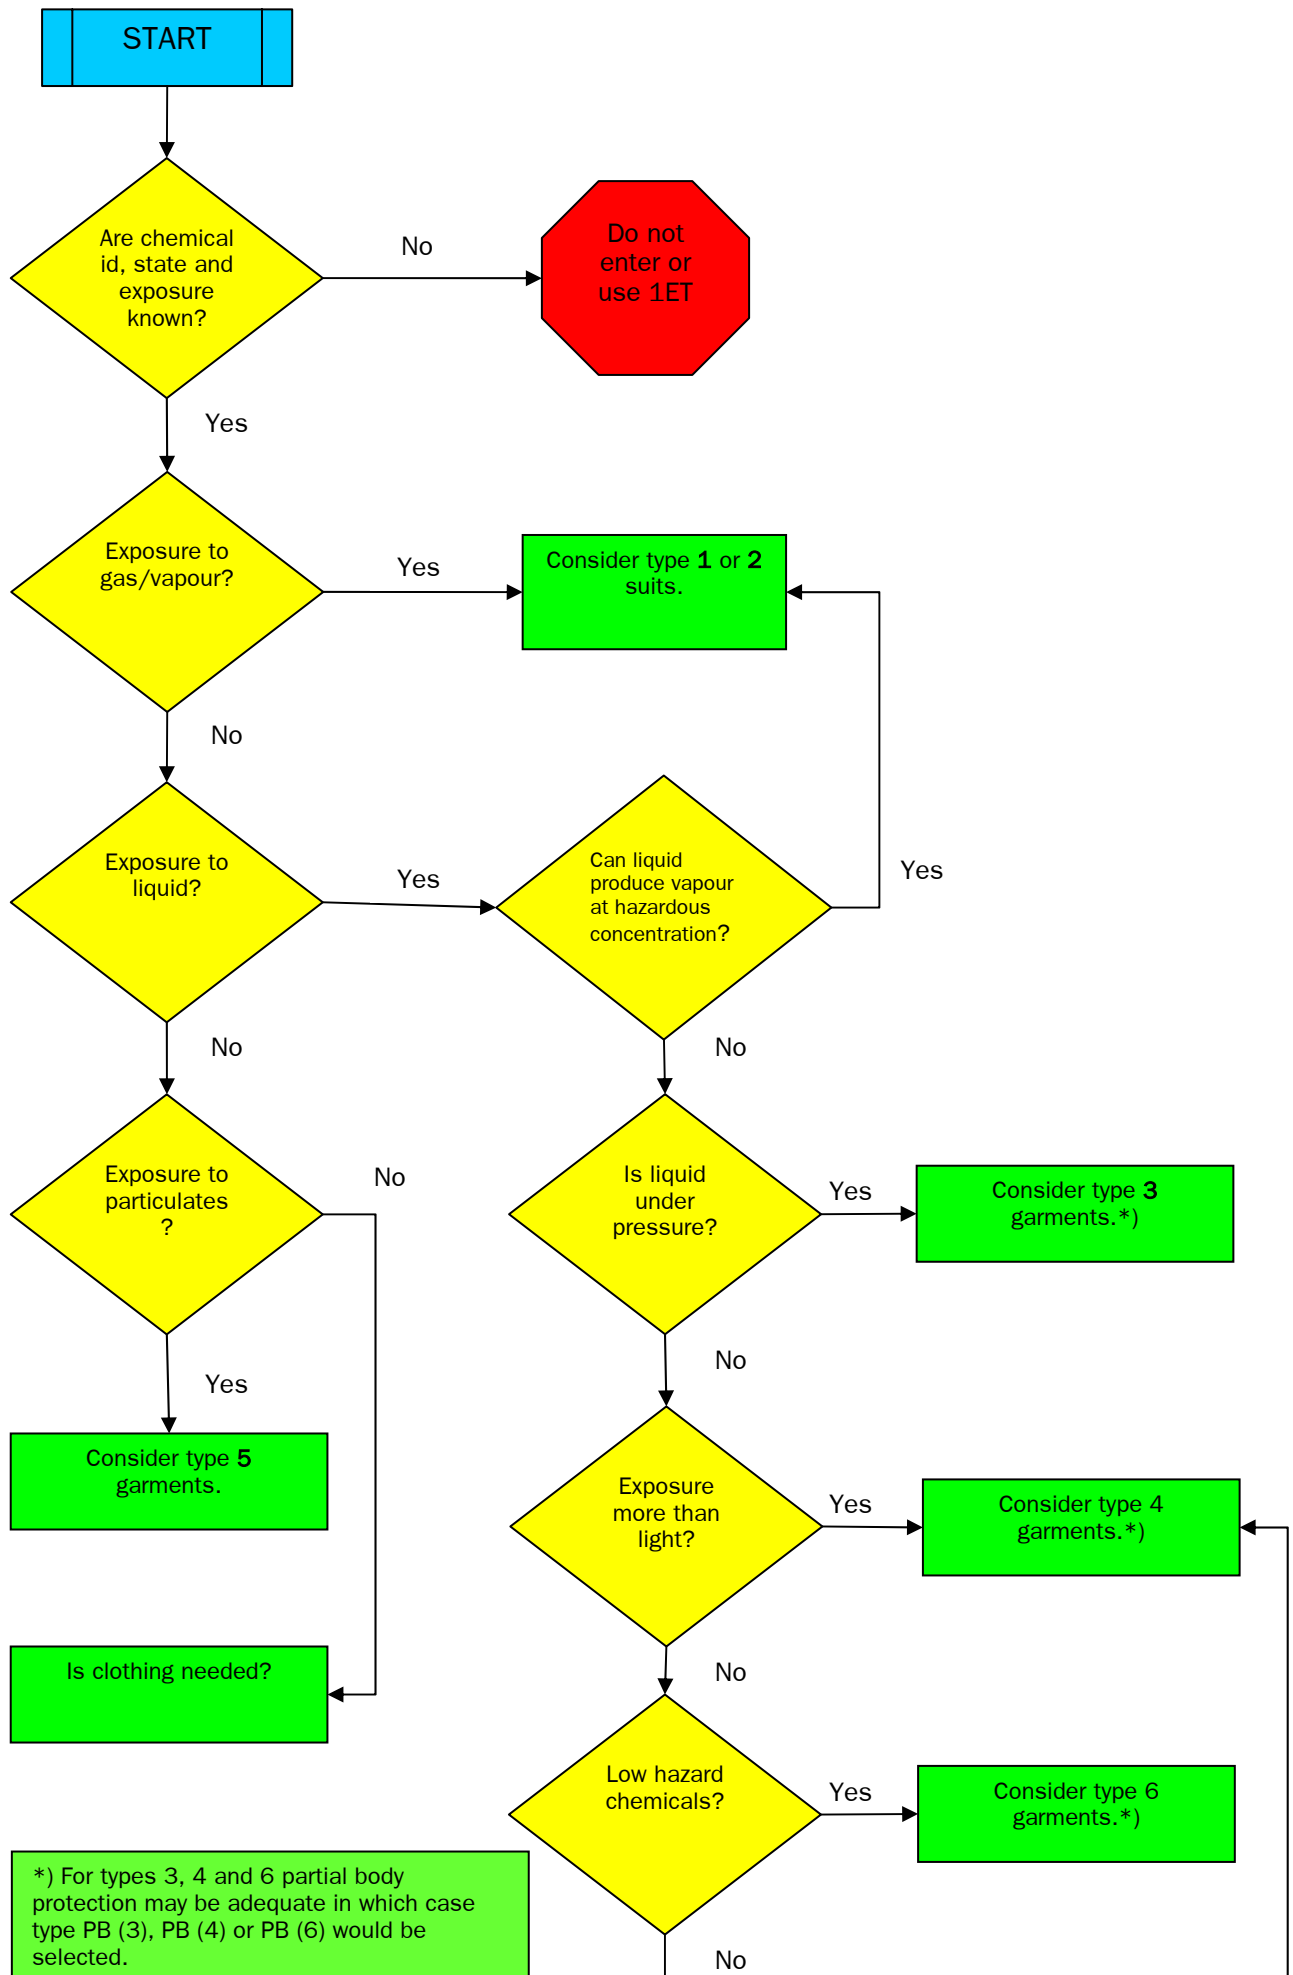 START
Are chemical
id, state and
exposure
known?
No
Do not
enter or
use 1ET
Yes
Exposure to
gas/vapour?
Yes
Consider type 1 or 2
suits.
No
Exposure to
liquid?
Yes
Can liquid
produce vapour
at hazardous
concentration?
Yes
No
No
Exposure to
particulates
?
No
Is liquid
under
pressure?
Yes
Consider type 3
garments.*)
Yes
No
Consider type 5
garments.
Exposure
more than
light?
Yes
Consider type 4
garments.*)
Is clothing needed?
No
Low hazard
chemicals?
Yes
Consider type 6
garments.*)
*) For types 3, 4 and 6 partial body
protection may be adequate in which case
type PB (3), PB (4) or PB (6) would be
selected.
No